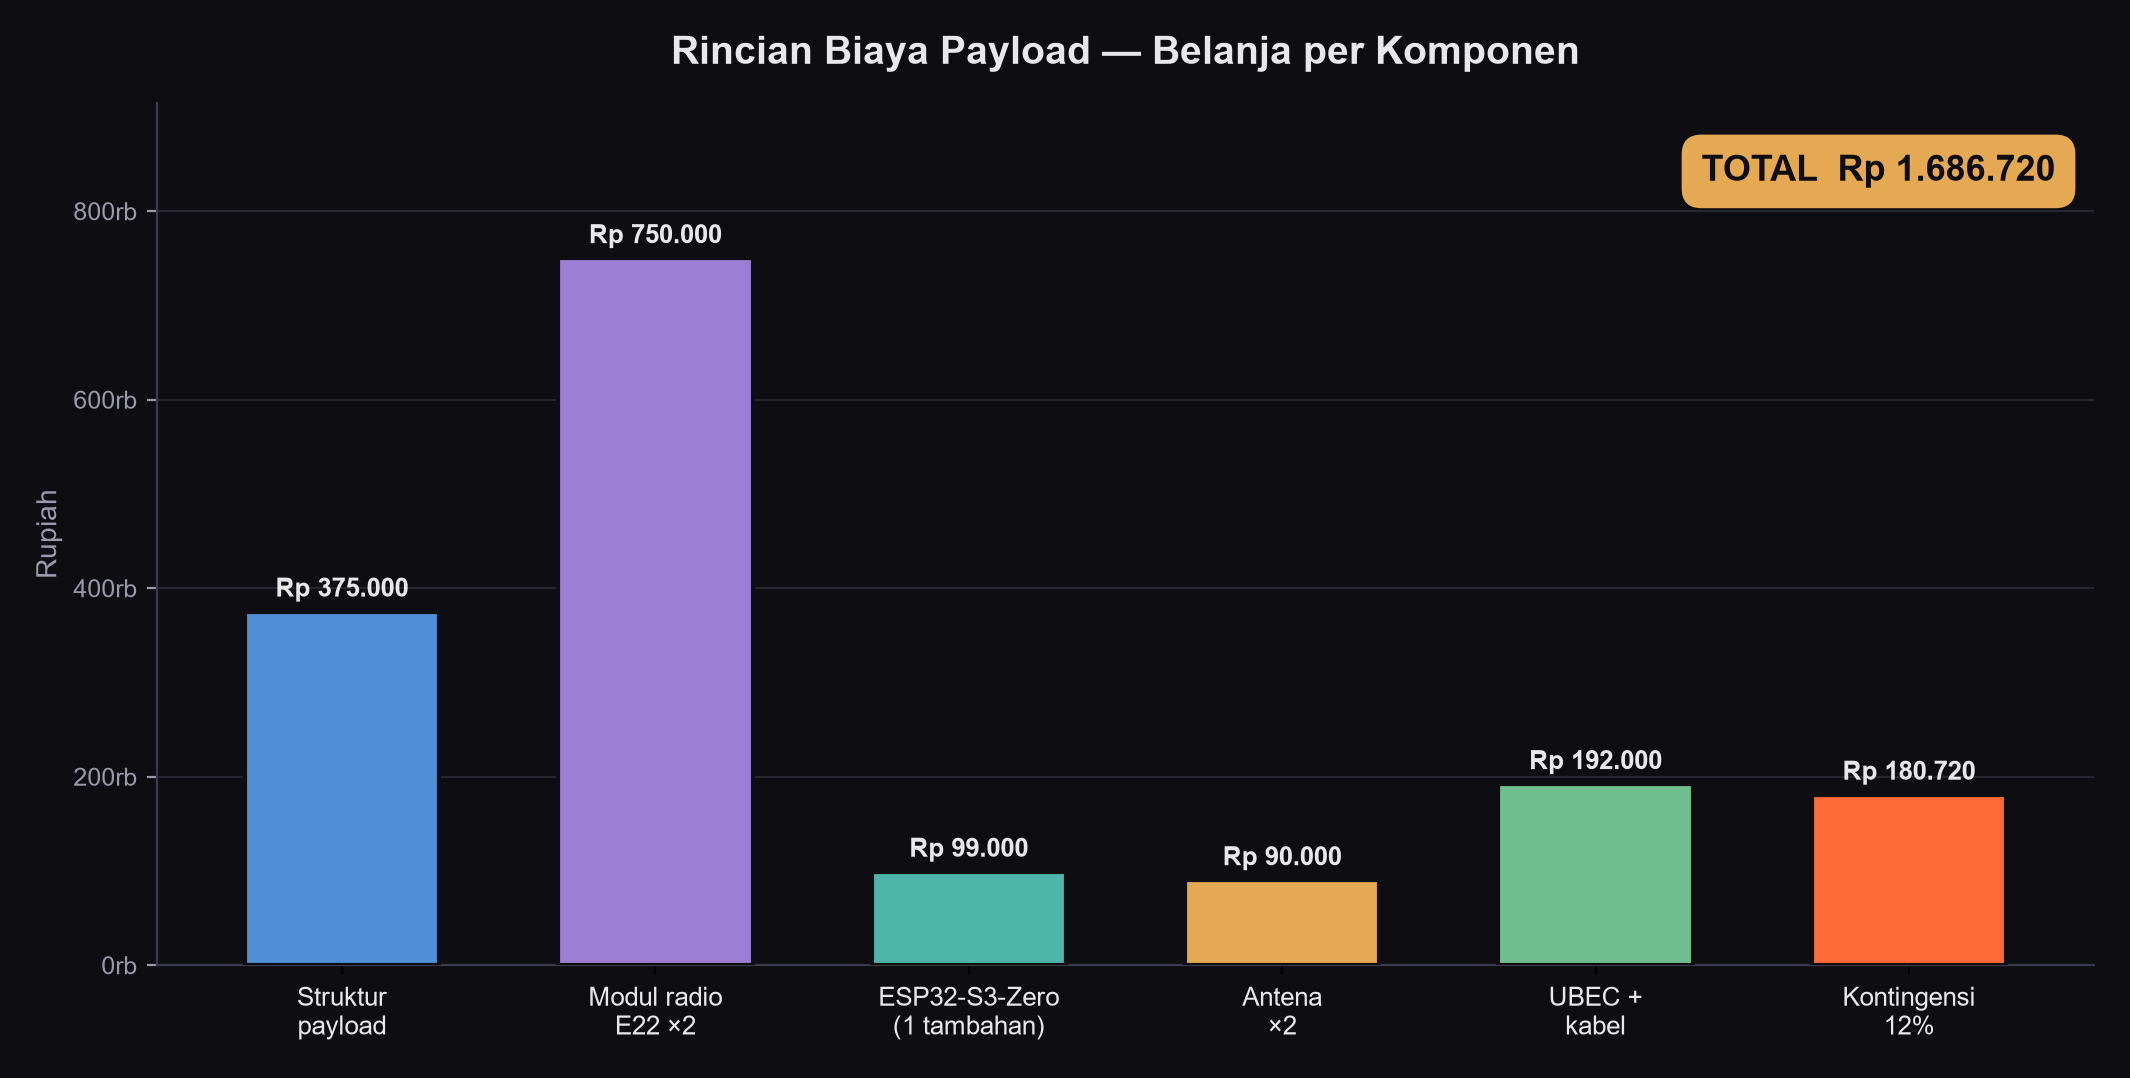 Rincian Biaya Payload — Belanja per Komponen
TOTAL Rp 1.686.720
Rupiah
800rb
600rb
400rb
200rb
0rb
Rp 375.000
Rp 750.000
Rp 99.000
Rp 90.000
Rp 192.000
Rp 180.720
Struktur
payload
Modul radio
E22 ×2
ESP32-S3-Zero
(1 tambahan)
Antena
×2
UBEC +
kabel
Kontingensi
12%